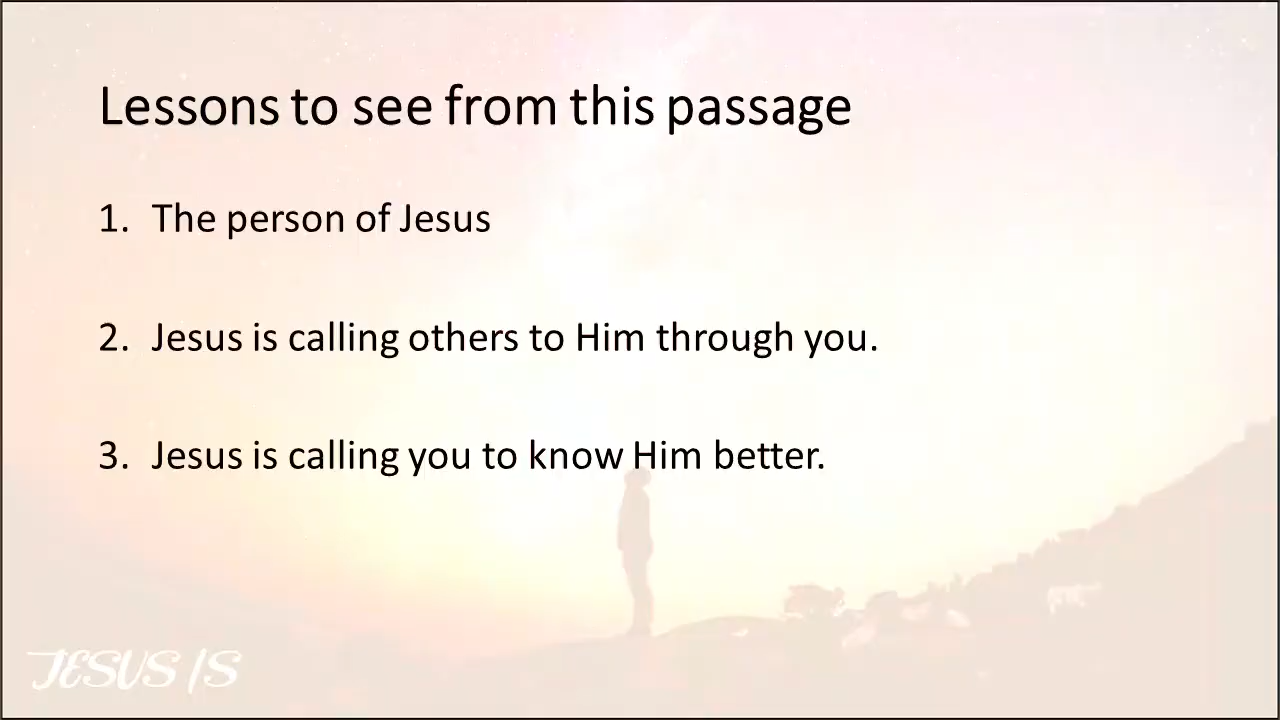 Lessons to see from this passage
1. The person of Jesus
2. Jesus is calling others to Him through you.
3. Jesus is calling you to know Him better.
JESUS IS